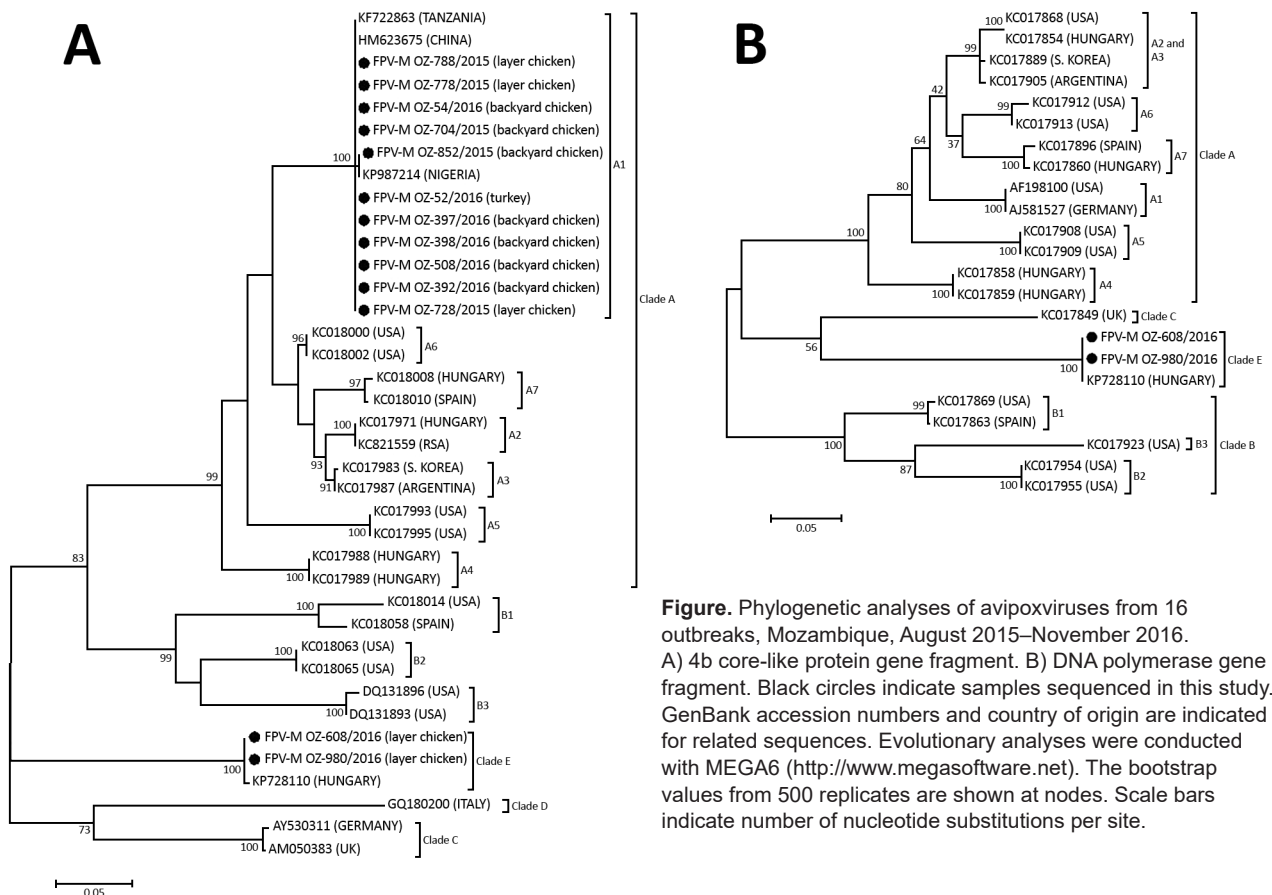 A
KF722863 (TANZANIA)
HM623675 (CHINA)
FPV-M OZ-788/2015 (layer chicken)
FPV-M OZ-778/2015 (layer chicken)
FPV-M OZ-54/2016 (backyard chicken)
FPV-M OZ-704/2015 (backyard chicken)
FPV-M OZ-852/2015 (backyard chicken)
100
KP987214 (NIGERIA)
FPV-M OZ-52/2016 (turkey)
FPV-M OZ-397/2016 (backyard chicken)
FPV-M OZ-398/2016 (backyard chicken)
FPV-M OZ-508/2016 (backyard chicken)
FPV-M OZ-392/2016 (backyard chicken)
FPV-M OZ-728/2015 (layer chicken)
A1
Clade A
96
KC018000 (USA)
KC018002 (USA)
A6
97
KC018008 (HUNGARY)
KC018010 (SPAIN)
A7
100
KC017971 (HUNGARY)
KC821559 (RSA)
A2
93
KC017983 (S. KOREA)
91
KC017987 (ARGENTINA)
A3
99
KC017993 (USA)
100
KC017995 (USA)
A5
KC017988 (HUNGARY)
100
KC017989 (HUNGARY)
A4
83
100
KC018014 (USA)
KC018058 (SPAIN)
B1
99
100
KC018063 (USA)
KC018065 (USA)
B2
DQ131896 (USA)
100
DQ131893 (USA)
B3
FPV-M OZ-608/2016 (layer chicken)
FPV-M OZ-980/2016 (layer chicken)
100
KP728110 (HUNGARY)
Clade E
GQ180200 (ITALY)
Clade D
73
AY530311 (GERMANY)
100
AM050383 (UK)
Clade C
0.05
B
100
KC017868 (USA)
KC017854 (HUNGARY)
99
KC017889 (S. KOREA)
KC017905 (ARGENTINA)
A2 and
A3
42
99
KC017912 (USA)
KC017913 (USA)
A6
64
37
KC017896 (SPAIN)
100
KC017860 (HUNGARY)
A7
80
AF198100 (USA)
100
AJ581527 (GERMANY)
A1
100
KC017908 (USA)
100
KC017909 (USA)
A5
KC017858 (HUNGARY)
100
KC017859 (HUNGARY)
A4
Clade A
KC017849 (UK)
Clade C
56
FPV-M OZ-608/2016
FPV-M OZ-980/2016
100
KP728110 (HUNGARY)
Clade E
99
KC017869 (USA)
KC017863 (SPAIN)
B1
100
KC017923 (USA)
B3
87
KC017954 (USA)
100
KC017955 (USA)
B2
Clade B
0.05
Figure. Phylogenetic analyses of avipoxviruses from 16
outbreaks, Mozambique, August 2015–November 2016.
A) 4b core-like protein gene fragment. B) DNA polymerase gene
fragment. Black circles indicate samples sequenced in this study.
GenBank accession numbers and country of origin are indicated
for related sequences. Evolutionary analyses were conducted
with MEGA6 (http://www.megasoftware.net). The bootstrap
values from 500 replicates are shown at nodes. Scale bars
indicate number of nucleotide substitutions per site.